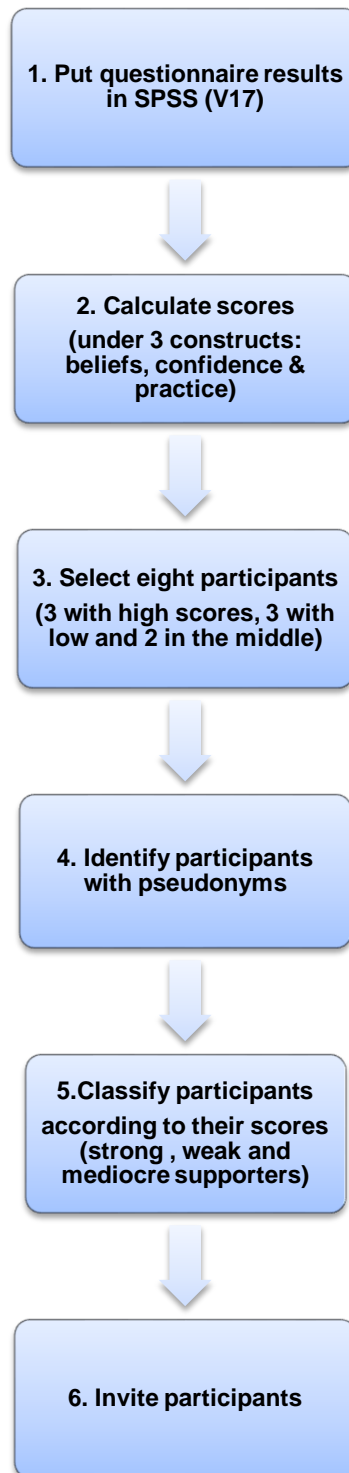 1. Put questionnaire results
in SPSS (V17)
2. Calculate scores
(under 3 constructs:
beliefs, confidence &
practice)
3. Select eight participants
(3 with high scores, 3 with
low and 2 in the middle)
4. Identify participants
with pseudonyms
5.Classify participants
according to their scores
(strong , weak and
mediocre supporters)
6. Invite participants